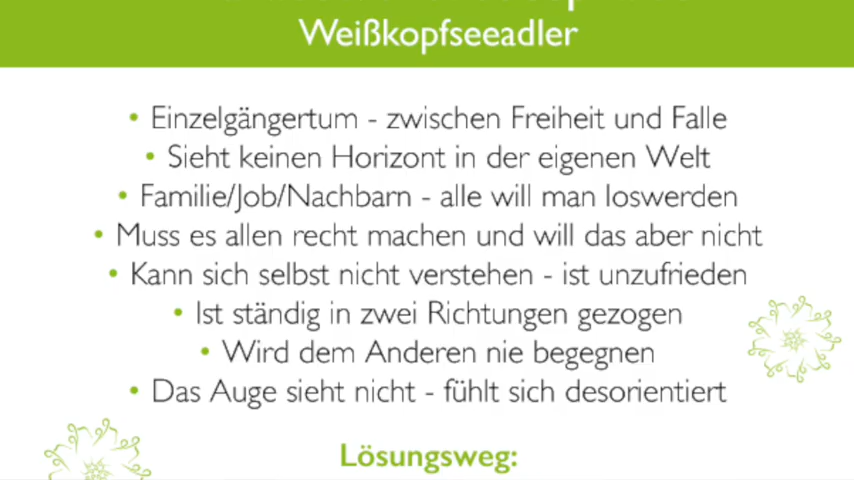 Weißkopfseeadler
• Einzelgängertum - zwischen Freiheit und Falle
• Sieht keinen Horizont in der eigenen Welt
• Familie/Job/Nachbarn - alle will man loswerden
• Muss es allen recht machen und will das aber nicht
• Kann sich selbst nicht verstehen - ist unzufrieden
• Ist ständig in zwei Richtungen gezogen
• Wird dem Anderen nie begegnen
• Das Auge sieht nicht - fühlt sich desorientiert
Lösungsweg: